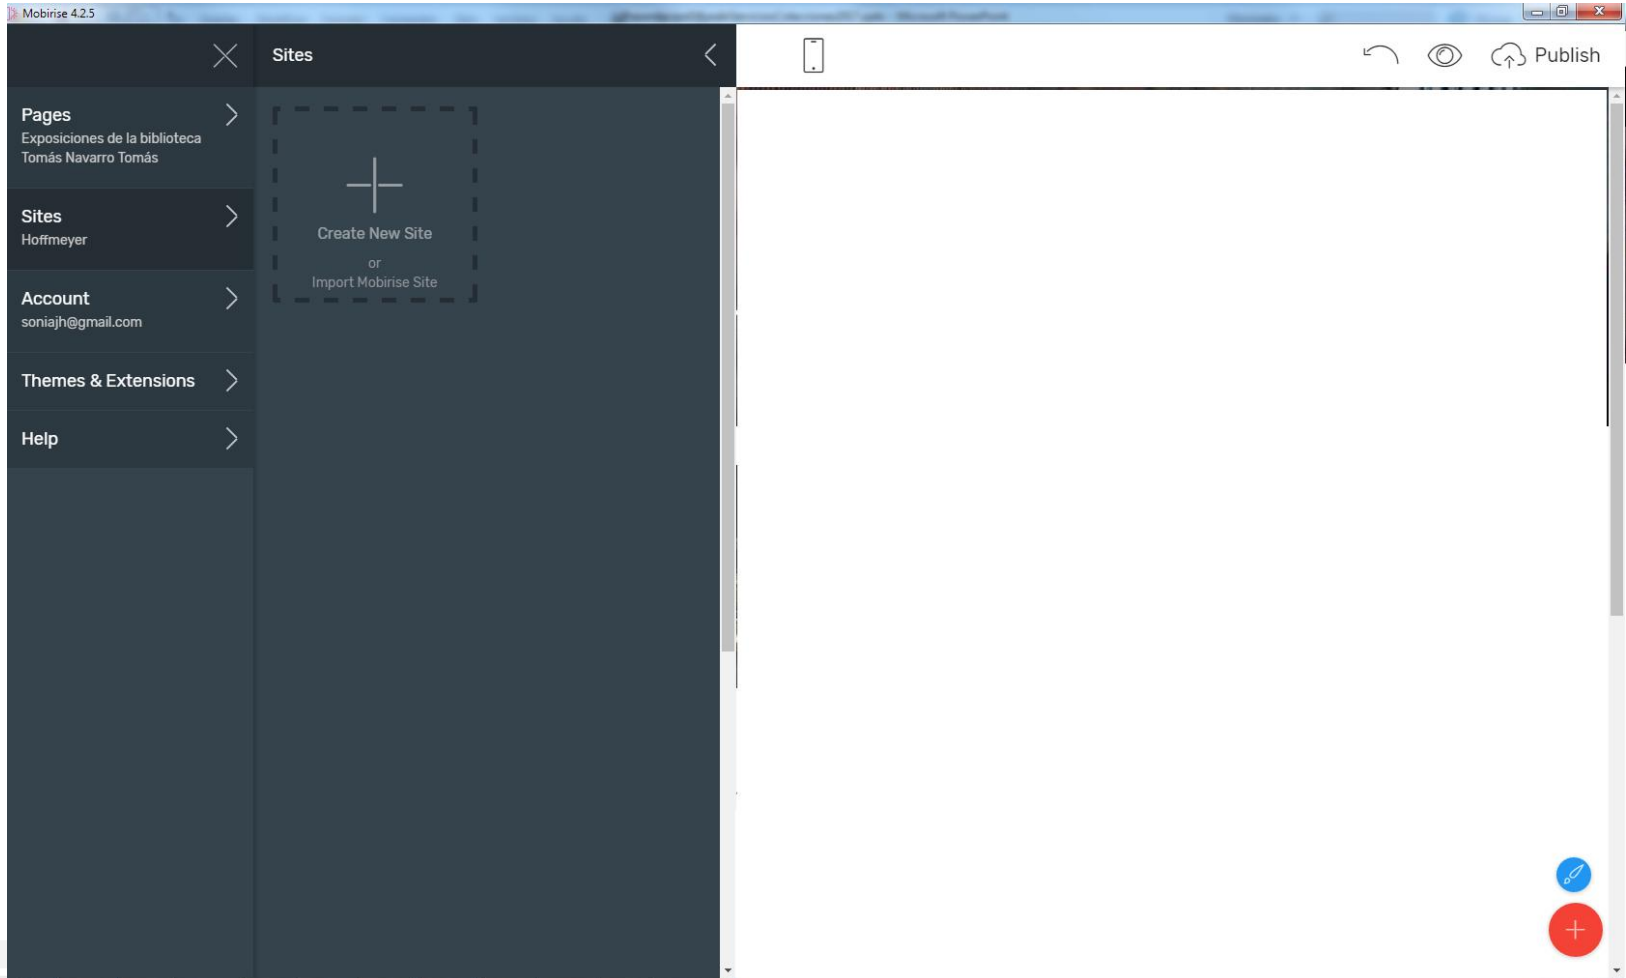 Mobirise 4.2.5
Sites
Publish
Pages
Exposiciones de la biblioteca
Tomás Navarro Tomás
Sites
Hoffmeyer
Account
soniajh@gmail.com
Themes & Extensions
Help
Create New Site
or
Import Mobirise Site